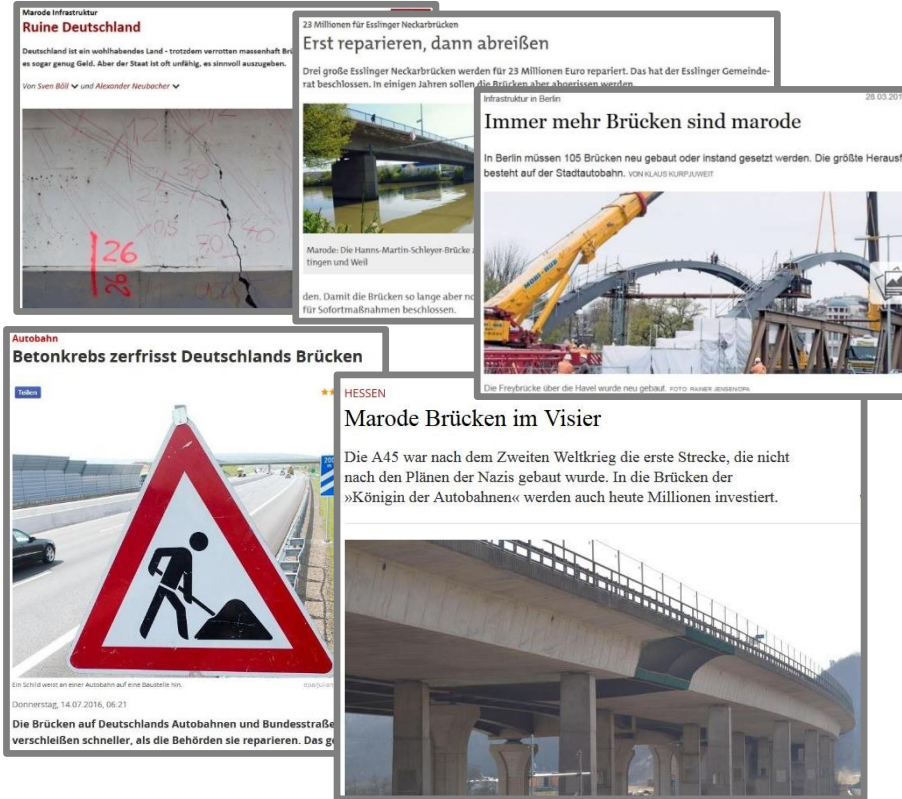 Marode Infrastruktur
Ruine Deutschland
Deutschland ist ein wohlhabendes Land - trotzdem verrotten massenhaft
es sogar genug Geld. Aber der Staat ist oft unfähig, es sinnvoll auszugeben.
Von Sven Böll und Alexander Neubacher
26
26
23 Millionen für Esslinger Neckarbrücken
Erst reparieren, dann abreißen
Drei große Esslinger Neckarbrücken werden für 23 Millionen Euro repariert. Das hat der Esslinger Gemeinde-
rat beschlossen. In einigen Jahren sollen die Brücken aber abgerissen werden.
Marode: Die Hanns-Martin-Schleyer-Brücke
tingen und Weil
den. Damit die Brücken so lange aber
für Sofortmaßnahmen beschlossen.
Infrastruktur in Berlin
28.03.201
Immer mehr Brücken sind marode
In Berlin müssen 105 Brücken neu gebaut oder instand gesetzt werden. Die größte
besteht auf der Stadtautobahn. VON KLAUS KURPJUWEIT
Die Freybrücke über die Havel wurde neu gebaut. FOTO: RAINER JENSEN/DPA
Autobahn
Betonkrebs zerfrisst Deutschlands Brücken
Teilen
200
Ein Schild weist an einer Autobahn auf eine Baustelle hin.
Donnerstag, 14.07.2016, 06:21
Die Brücken auf Deutschlands Autobahnen und
verschleißen schneller, als die Behörden sie reparieren. Das
HESSEN
Marode Brücken im Visier
Die A45 war nach dem Zweiten Weltkrieg die erste Strecke, die nicht
nach den Plänen der Nazis gebaut wurde. In die Brücken der
»Königin der Autobahnen« werden auch heute Millionen investiert.